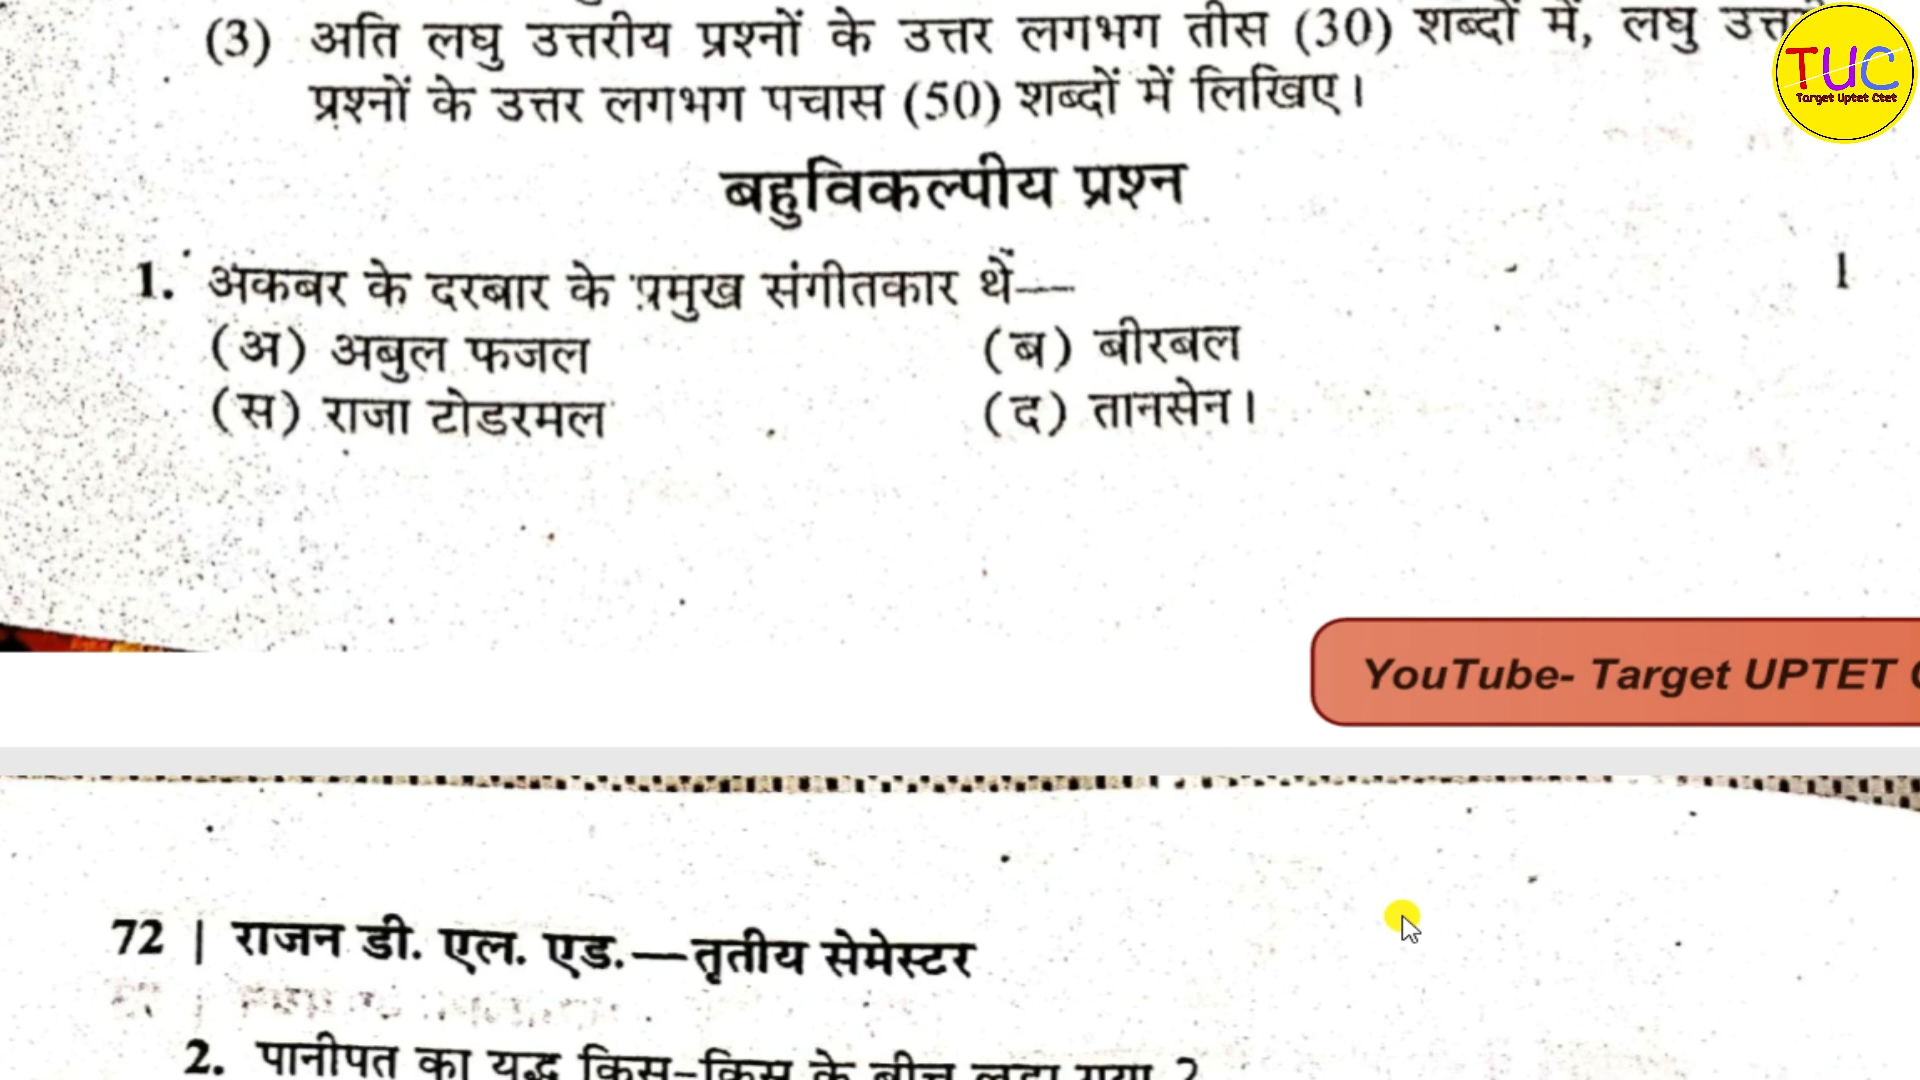 (3) अति लघु उत्तरीय प्रश्नों के उत्तर लगभग तीस (30) शब्दों में, लघु
प्रश्नों के उत्तर लगभग पचास (50) शब्दों में लिखिए।
TUC
Target Uptet Ctet
बहुविकल्पीय प्रश्न
1. अकबर के दरबार के प्रमुख संगीतकार थें— 1
(अ) अबुल फजल (ब) बीरबल
(स) राजा टोडरमल (द) तानसेन।
YouTube- Target UPTET
72 | राजन डी. एल. एड.—तृतीय सेमेस्टर
2. पानीपत का युद्ध किस-किस के बीच लड़ा गया ?